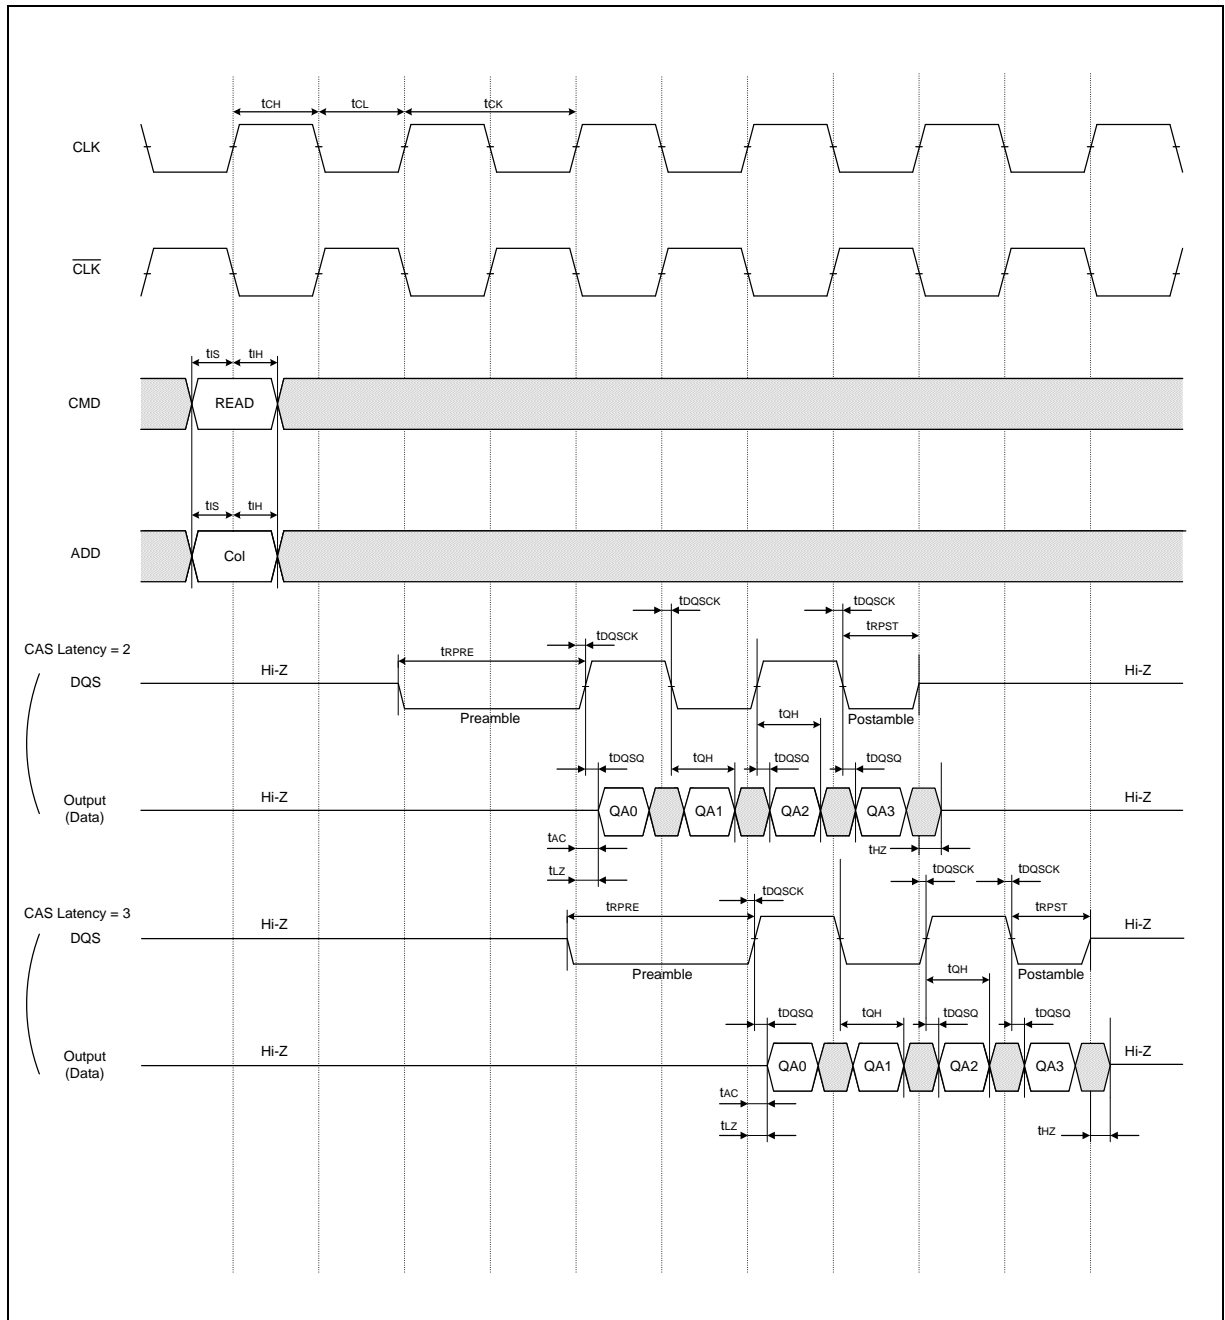 tCH tCL tCK
CLK
CLK
tIS tIH
CMD READ
tIS tIH
ADD Col
tDQSCK tDQSCK
tDQSCK tRPST
CAS Latency = 2
tRPRE
Hi-Z Hi-Z
DQS
Preamble Postamble
tQH
tDQSQ tQH tDQSQ tDQSQ
Hi-Z Hi-Z
Output
(Data)
QA0 QA1 QA2 QA3
tAC tHZ
tLZ
tDQSCK tDQSCK tDQSCK
CAS Latency = 3
tRPRE tRPST
Hi-Z Hi-Z
DQS
Preamble Postamble
tQH
tDQSQ tQH tDQSQ tDQSQ
Hi-Z Hi-Z
Output
(Data)
QA0 QA1 QA2 QA3
tAC
tLZ tHZ